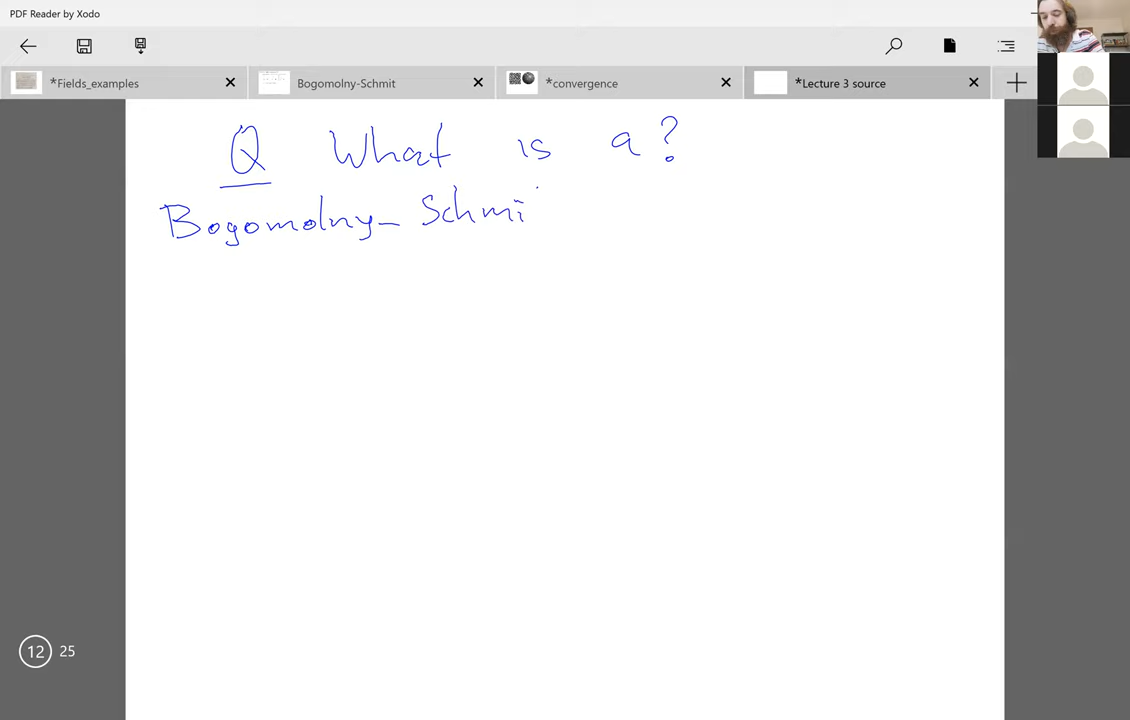 PDF Reader by Xodo
*Fields_examples
Bogomolny-Schmit
*convergence
*Lecture 3 source
Q What is a?
Bogomolny- Schmi
12 25